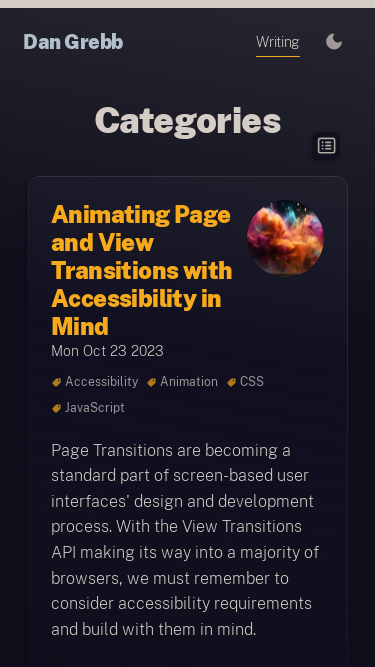 Dan Grebb
Writing
Categories
Animating Page
and View
Transitions with
Accessibility in
Mind
Mon Oct 23 2023
Accessibility Animation CSS
JavaScript
Page Transitions are becoming a
standard part of screen-based user
interfaces' design and development
process. With the View Transitions
API making its way into a majority of
browsers, we must remember to
consider accessibility requirements
and build with them in mind.